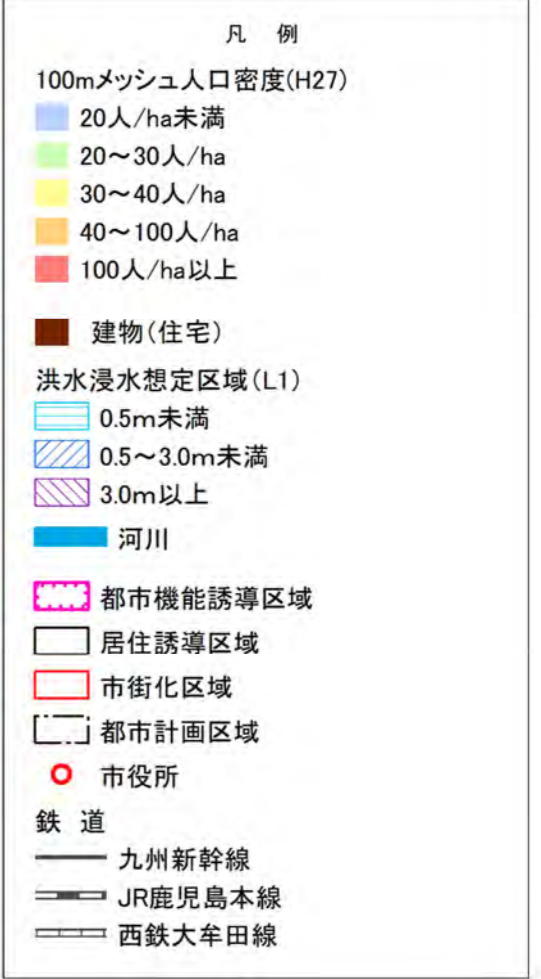 凡　例
100mメッシュ人口密度(H27)
20人/ha未満
20～30人/ha
30～40人/ha
40～100人/ha
100人/ha以上
建物(住宅)
洪水浸水想定区域(L1)
0.5m未満
0.5～3.0m未満
3.0m以上
河川
都市機能誘導区域
居住誘導区域
市街化区域
都市計画区域
市役所
鉄　道
九州新幹線
JR鹿児島本線
西鉄大牟田線